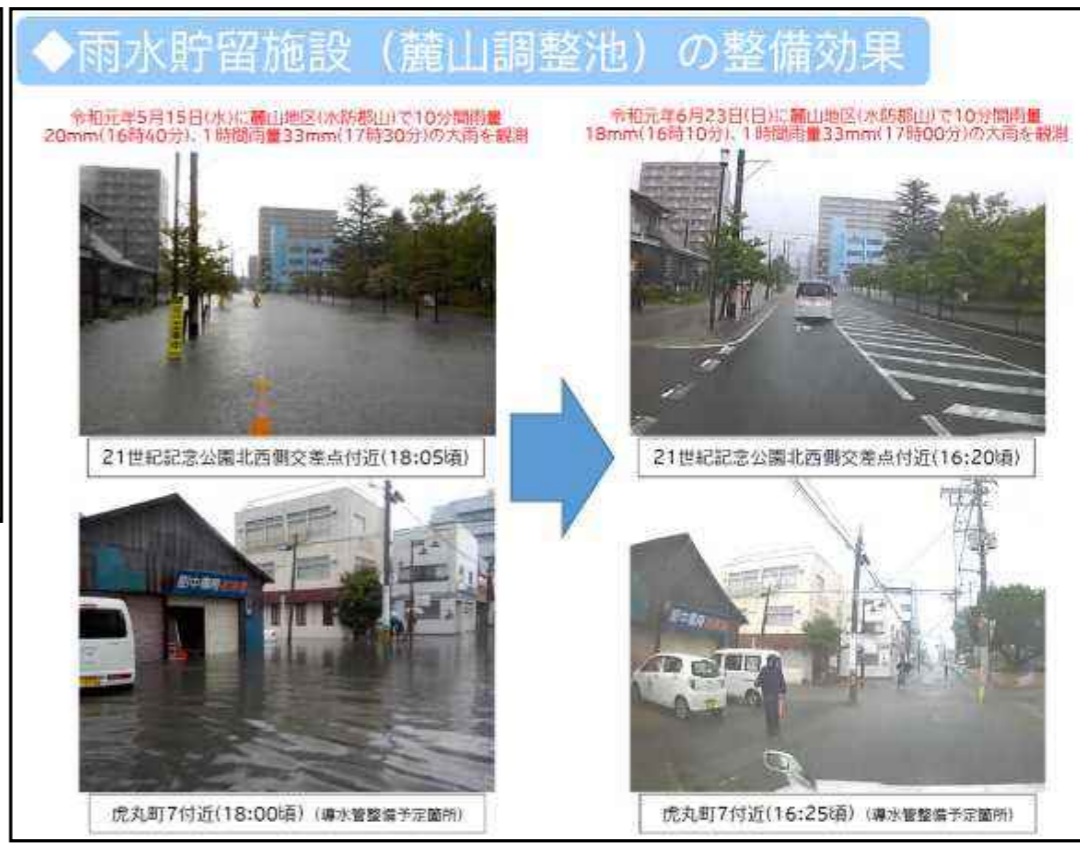 ◆雨水貯留施設（麓山調整池）の整備効果
令和元年5月15日(水)に麓山地区(水防郡山)で10分間雨量
20mm(16時40分)、1時間雨量33mm(17時30分)の大雨を観測
令和元年6月23日(日)に麓山地区(水防郡山)で10分間雨量
18mm(16時10分)、1時間雨量33mm(17時00分)の大雨を観測
21世紀記念公園北西側交差点付近(18:05頃)
21世紀記念公園北西側交差点付近(16:20頃)
虎丸町7付近(18:00頃)（導水管整備予定箇所）
虎丸町7付近(16:25頃)（導水管整備予定箇所）